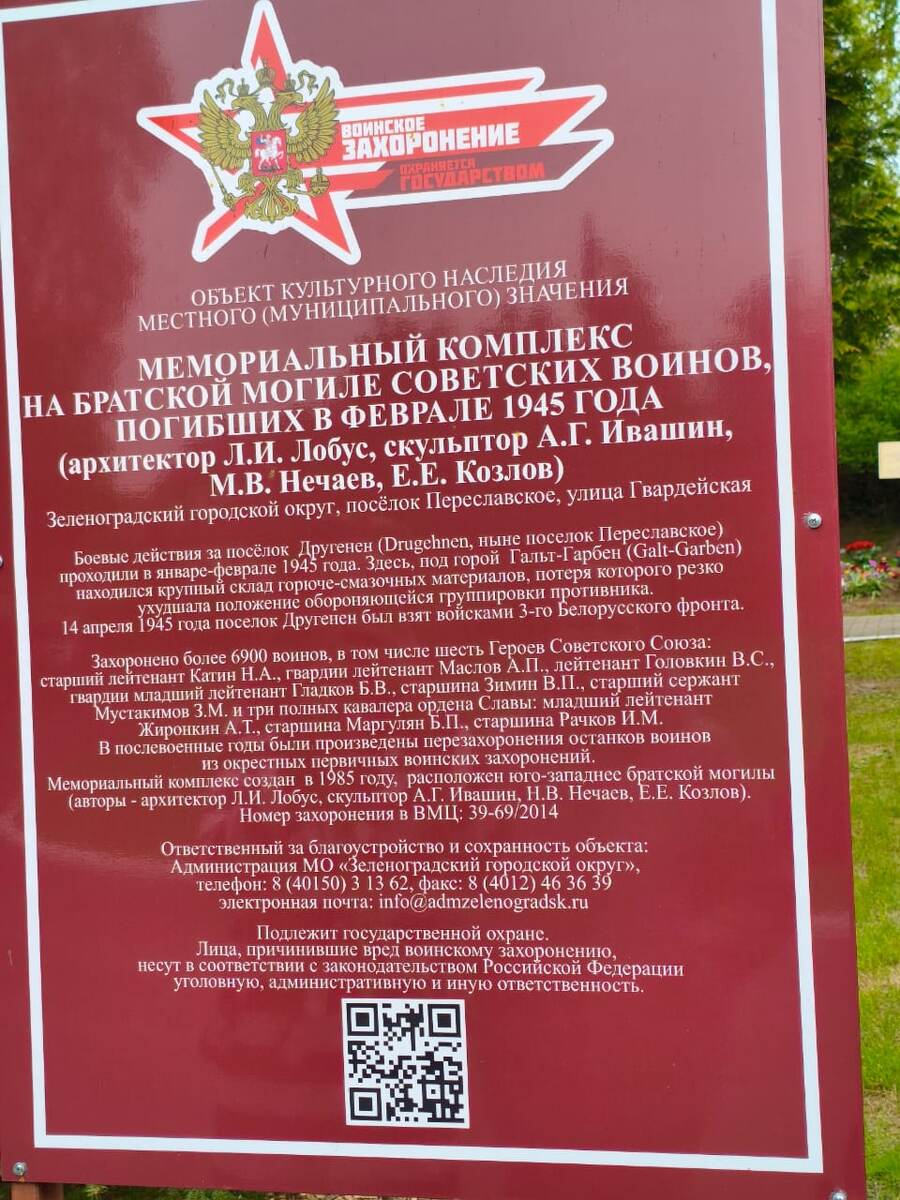 ВОИНСКОЕ
ЗАХОРОНЕНИЕ
ОХРАНЯЕТСЯ
ГОСУДАРСТВОМ
ОБЪЕКТ КУЛЬТУРНОГО НАСЛЕДИЯ
МЕСТНОГО (МУНИЦИПАЛЬНОГО) ЗНАЧЕНИЯ
МЕМОРИАЛЬНЫЙ КОМПЛЕКС
НА БРАТСКОЙ МОГИЛЕ СОВЕТСКИХ ВОИНОВ,
ПОГИБШИХ В ФЕВРАЛЕ 1945 ГОДА
(архитектор Л.И. Лобус, скульптор А.Г. Ивашин,
М.В. Нечаев, Е.Е. Козлов)
Зеленоградский городской округ, посёлок Переславское, улица Гвардейская
Боевые действия за посёлок Другенен (Drugehnen, ныне поселок Переславское)
проходили в январе-феврале 1945 года. Здесь, под горой Гальт-Гарбен (Galt-Garben)
находился крупный склад горюче-смазочных материалов, потеря которого резко
ухудшала положение обороняющейся группировки противника.
14 апреля 1945 года поселок Другенен был взят войсками 3-го Белорусского фронта.
Захоронено более 6900 воинов, в том числе шесть Героев Советского Союза:
старший лейтенант Катин Н.А., гвардии лейтенант Маслов А.П., лейтенант Головкин В.С.,
гвардии младший лейтенант Гладков Б.В., старшина Зимин В.П., старший сержант
Мустакимов З.М. и три полных кавалера ордена Славы: младший лейтенант
Жиронкин А.Т., старшина Маргулян Б.П., старшина Рачков И.М.
В послевоенные годы были произведены перезахоронения останков воинов
из окрестных первичных воинских захоронений.
Мемориальный комплекс создан в 1985 году, расположен юго-западнее братской могилы
(авторы - архитектор Л.И. Лобус, скульптор А.Г. Ивашин, Н.В. Нечаев, Е.Е. Козлов).
Номер захоронения в ВМЦ: 39-69/2014
Ответственный за благоустройство и сохранность объекта:
Администрация МО «Зеленоградский городской округ»,
телефон: 8 (40150) 3 13 62, факс: 8 (4012) 46 36 39
электронная почта: info@admzelenogradsk.ru
Подлежит государственной охране.
Лица, причинившие вред воинскому захоронению,
несут в соответствии с законодательством Российской Федерации
уголовную, административную и иную ответственность.